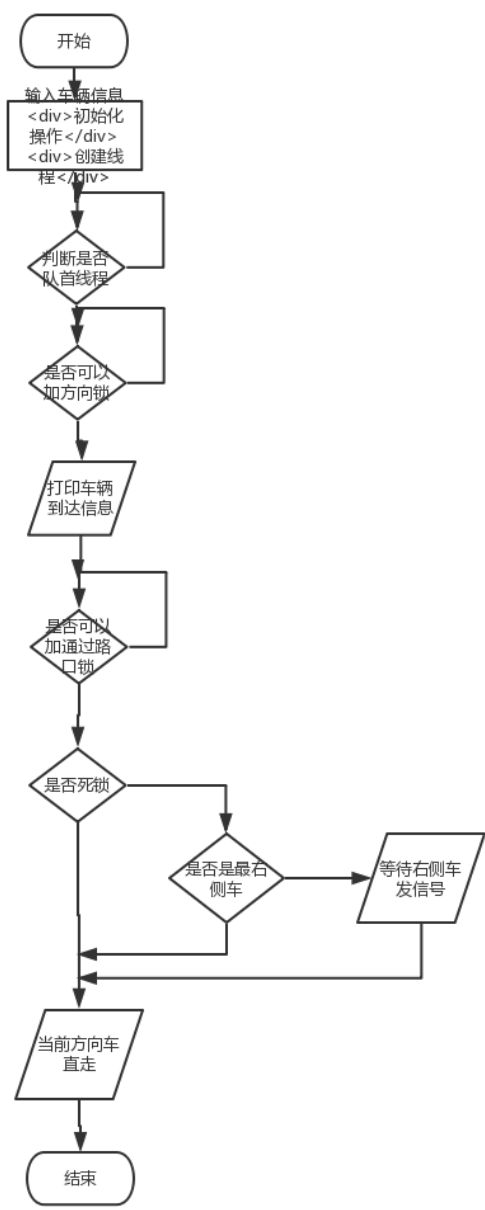 开始
输入车辆信息
<div>初始化
操作</div>
<div>创建线
程</div>
判断是否
队首线程
是否可以
加方向锁
打印车辆
到达信息
是否可以
加通过路
口锁
是否死锁
是否是最右
侧车
等待右侧车
发信号
当前方向车
直走
结束